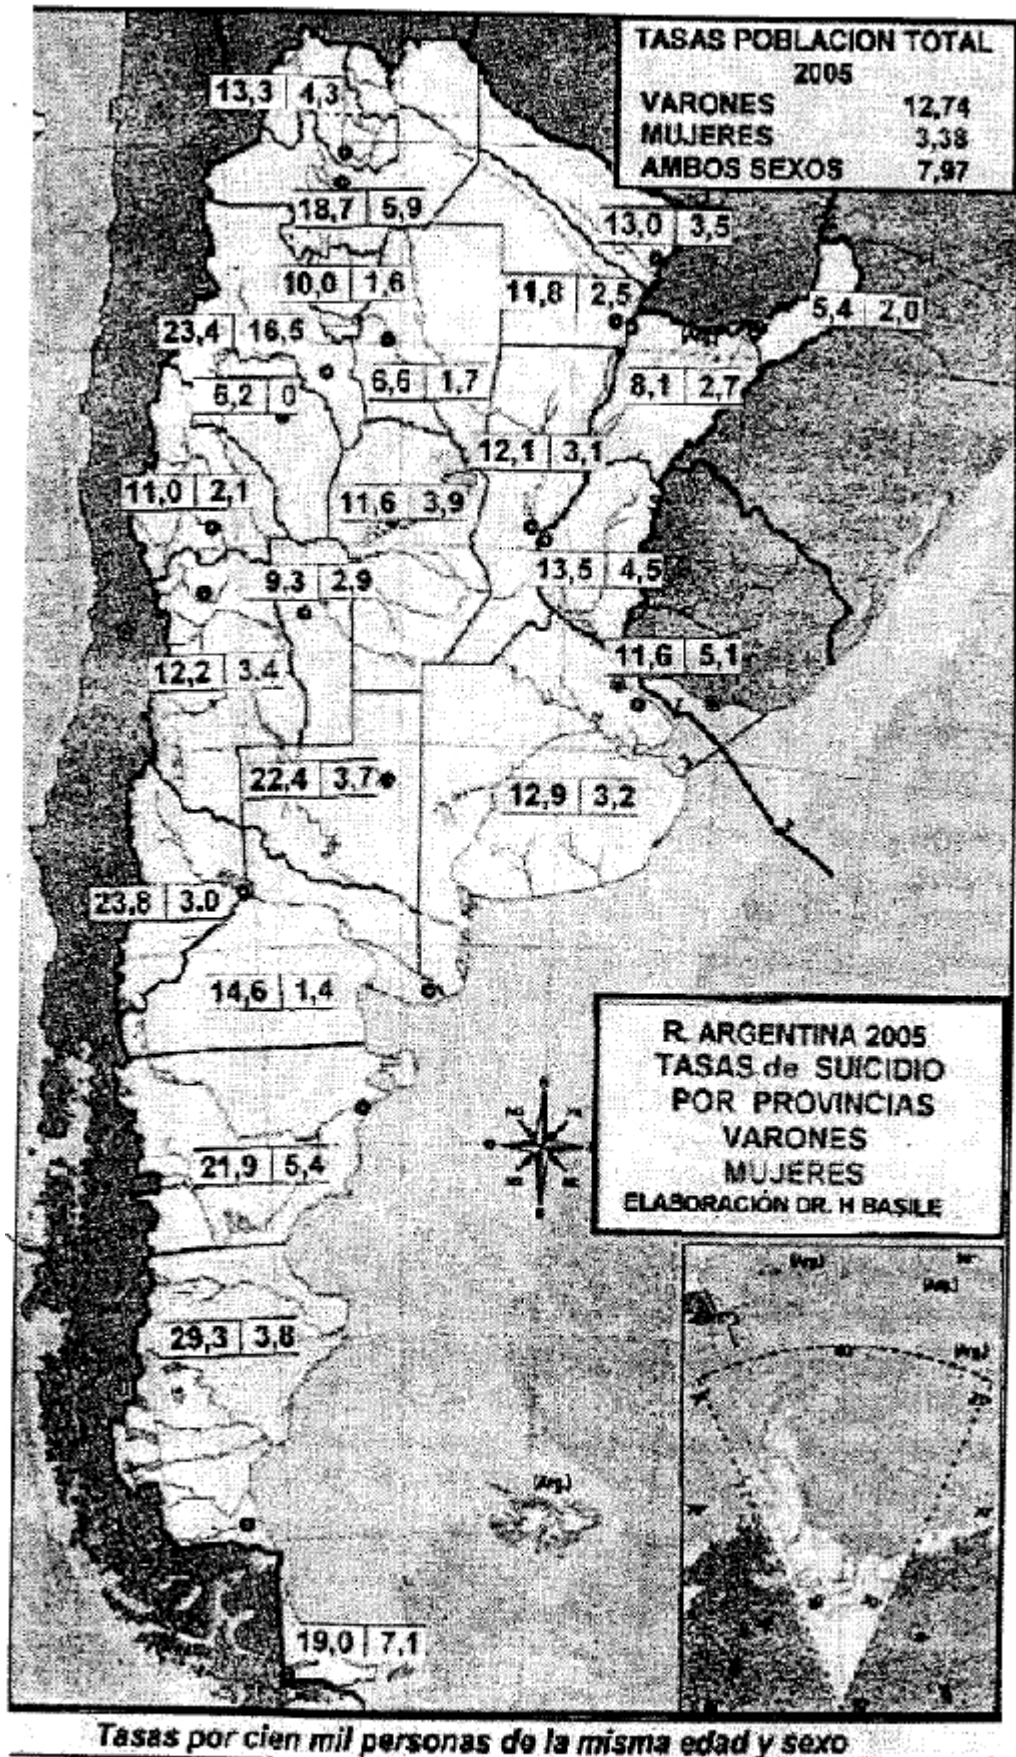 TASAS POBLACION TOTAL
2005
VARONES 12,74
MUJERES 3,38
AMBOS SEXOS 7,97
13,3 4,3
18,7 5,9
13,0 3,5
10,0 1,6
11,8 2,5
5,4 2,0
23,4 16,5
6,6 1,7
8,1 2,7
6,2 0
12,1 3,1
11,0 2,1
11,6 3,9
13,5 4,5
9,3 2,9
11,6 5,1
12,2 3.4
22,4 3,7
12,9 3,2
23,8 3.0
14,6 1,4
R. ARGENTINA 2005
TASAS de SUICIDIO
POR PROVINCIAS
VARONES
MUJERES
ELABORACIÓN DR. H BASILE
21,9 5,4
(Arg.)
(Arg.)
(Arg.)
29,3 3,8
(Arg.)
19,0 7,1
Tasas por cien mil personas de la misma edad y sexo